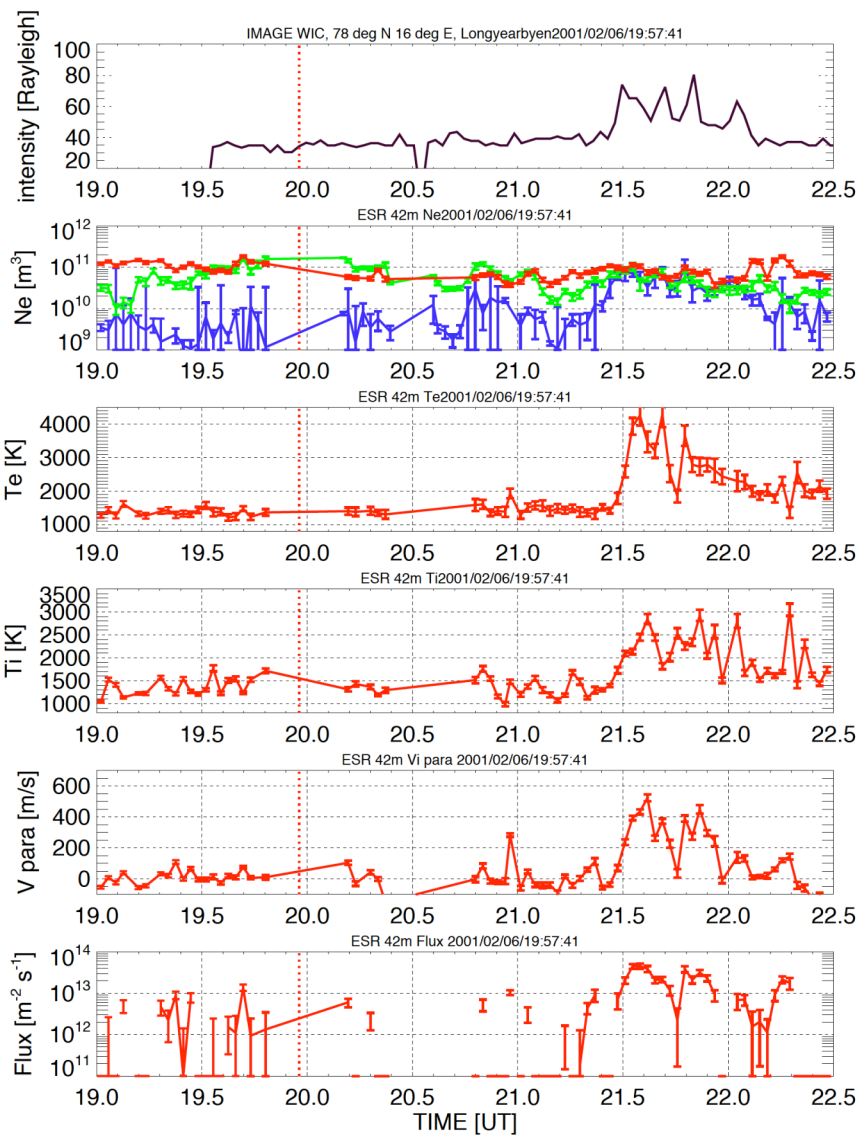 IMAGE WIC, 78 deg N 16 deg E, Longyearbyen2001/02/06/19:57:41
intensity [Rayleigh]
100
80
60
40
20
19.0 19.5 20.0 20.5 21.0 21.5 22.0 22.5
ESR 42m Ne2001/02/06/19:57:41
Ne [m³]
10¹²
10¹¹
10¹⁰
10⁹
19.0 19.5 20.0 20.5 21.0 21.5 22.0 22.5
ESR 42m Te2001/02/06/19:57:41
Te [K]
4000
3000
2000
1000
19.0 19.5 20.0 20.5 21.0 21.5 22.0 22.5
ESR 42m Ti2001/02/06/19:57:41
Ti [K]
3500
3000
2500
2000
1500
1000
19.0 19.5 20.0 20.5 21.0 21.5 22.0 22.5
ESR 42m Vi para 2001/02/06/19:57:41
V para [m/s]
600
400
200
0
19.0 19.5 20.0 20.5 21.0 21.5 22.0 22.5
ESR 42m Flux 2001/02/06/19:57:41
Flux [m⁻² s⁻¹]
10¹⁴
10¹³
10¹²
10¹¹
19.0 19.5 20.0 20.5 21.0 21.5 22.0 22.5
TIME [UT]